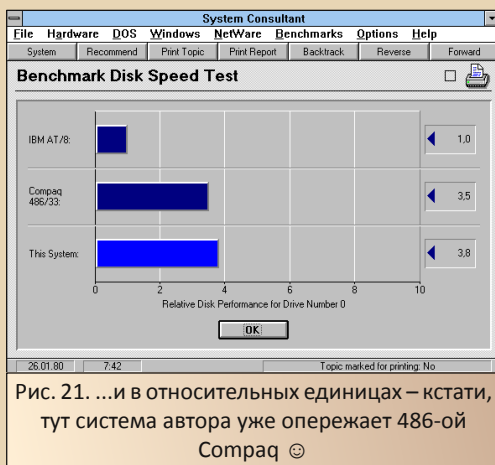 System Consultant
File Hardware DOS Windows NetWare Benchmarks Options Help
System Recommend Print Topic Print Report Backtrack Reverse Forward
Benchmark Disk Speed Test
IBM AT/8: 1,0
Compaq
486/33: 3,5
This System: 3,8
0 2 4 6 8 10
Relative Disk Performance for Drive Number 0
OK
26.01.80 7:42 Topic marked for printing: No
Рис. 21. ...и в относительных единицах – кстати,
тут система автора уже опережает 486-ой
Compaq ☺